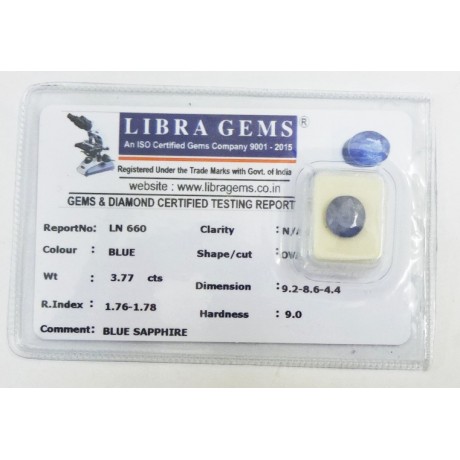 LIBRA GEMS ®
An ISO Certified Gems Company 9001 - 2015
Registered Under the Trade Marks with Govt. of India
website : www.libragems.co.in
GEMS & DIAMOND CERTIFIED TESTING REPORT
ReportNo: LN 660 Clarity : N/A
Colour : BLUE Shape/cut : OVA
Wt : 3.77 cts Dimension : 9.2-8.6-4.4
R.Index : 1.76-1.78 Hardness : 9.0
Comment: BLUE SAPPHIRE